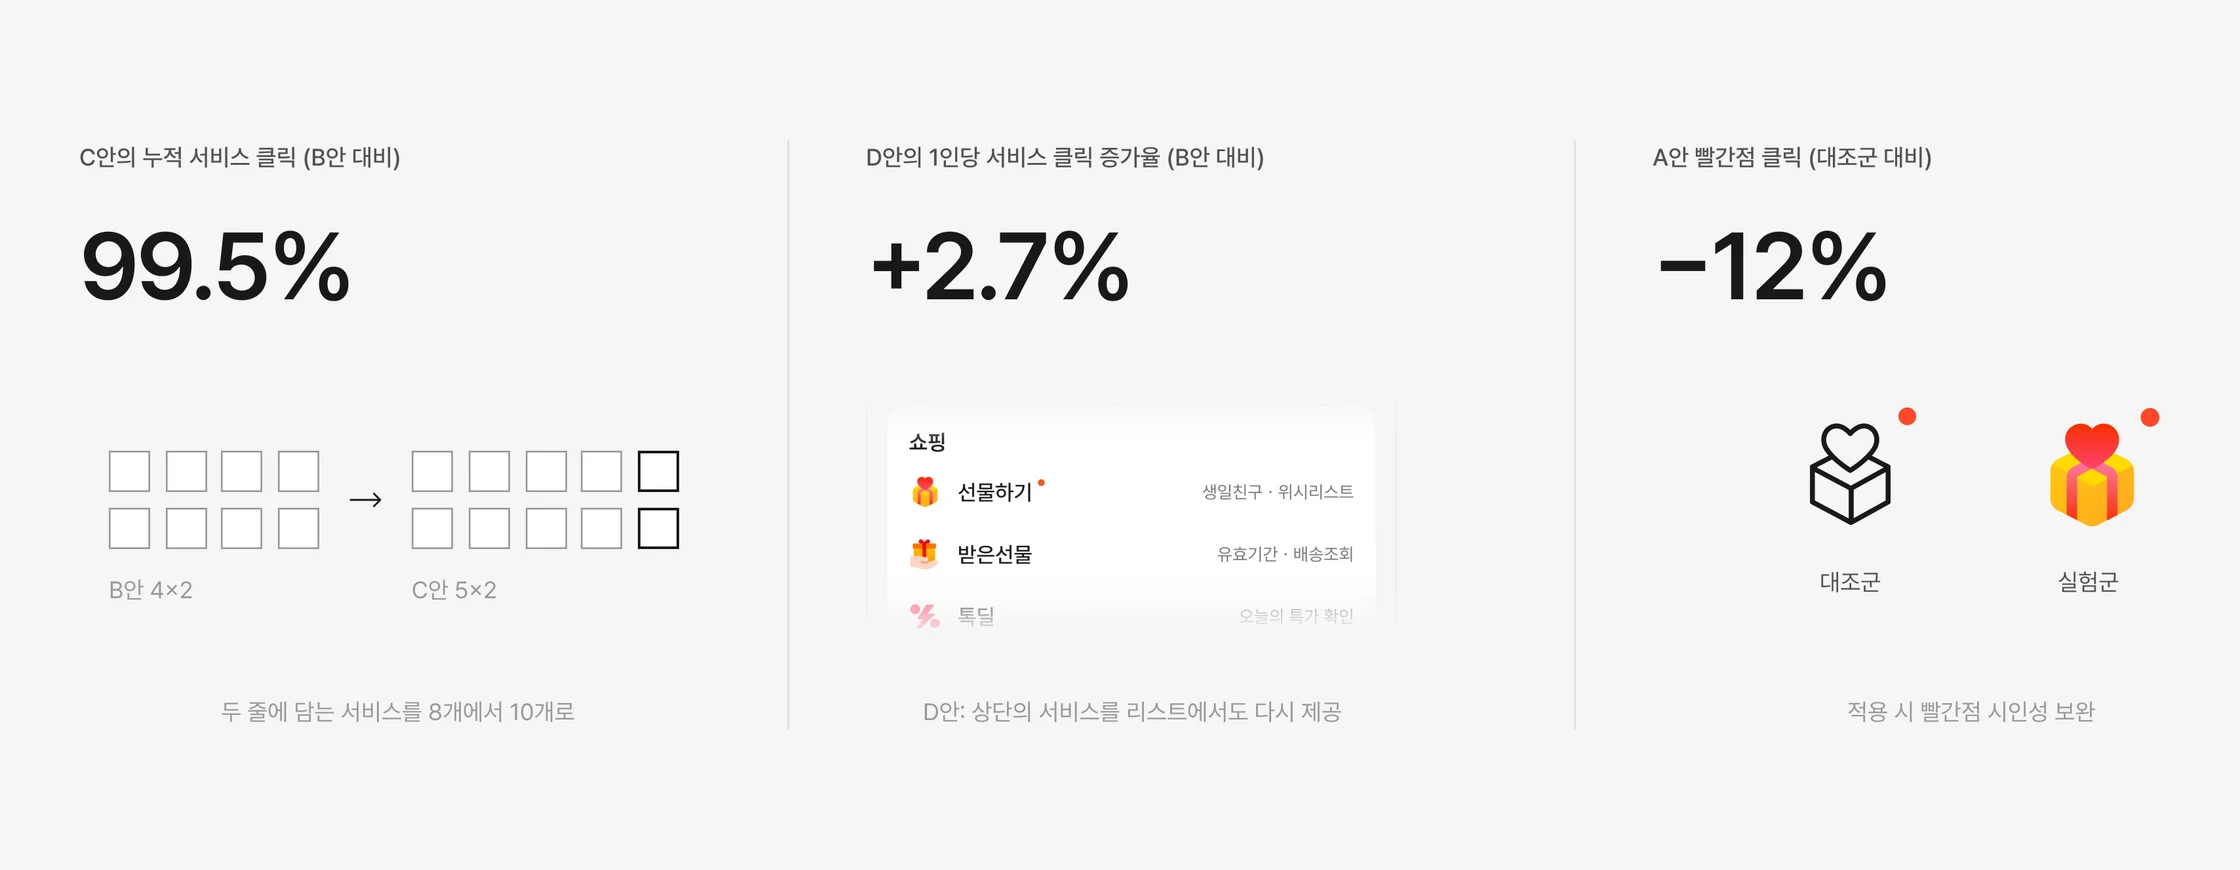 C안의 누적 서비스 클릭 (B안 대비)
99.5%
B안 4×2
→
C안 5×2
두 줄에 담는 서비스를 8개에서 10개로
D안의 1인당 서비스 클릭 증가율 (B안 대비)
+2.7%
쇼핑
선물하기 생일친구 · 위시리스트
받은선물 유효기간 · 배송조회
톡딜 오늘의 특가 확인
D안: 상단의 서비스를 리스트에서도 다시 제공
A안 빨간점 클릭 (대조군 대비)
−12%
대조군 실험군
적용 시 빨간점 시인성 보완